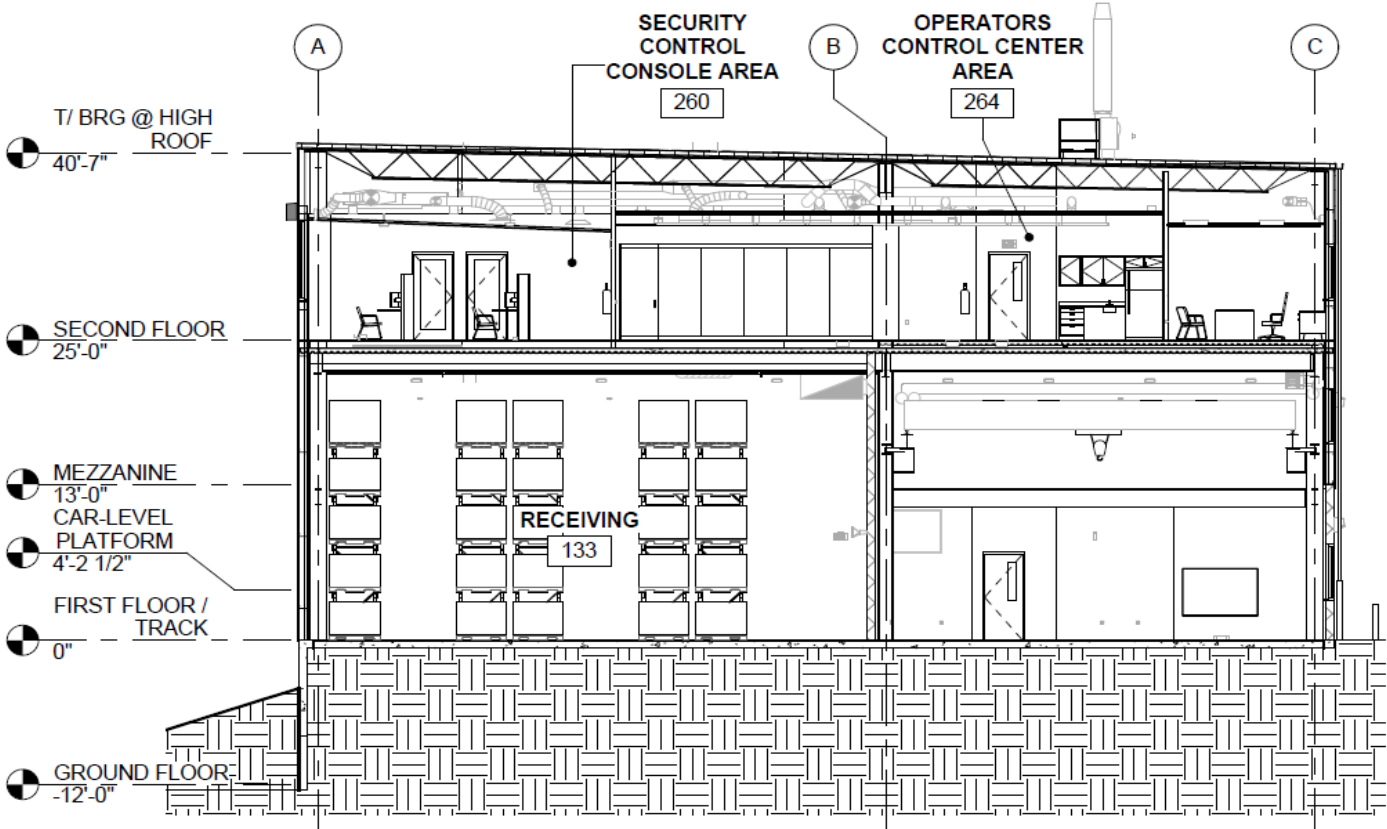 A
SECURITY
CONTROL
CONSOLE AREA
260
B
OPERATORS
CONTROL CENTER
AREA
264
C
T/ BRG @ HIGH
ROOF
40'-7"
SECOND FLOOR
25'-0"
MEZZANINE
13'-0"
CAR-LEVEL
PLATFORM
4'-2 1/2"
RECEIVING
133
FIRST FLOOR /
TRACK
0"
GROUND FLOOR
-12'-0"